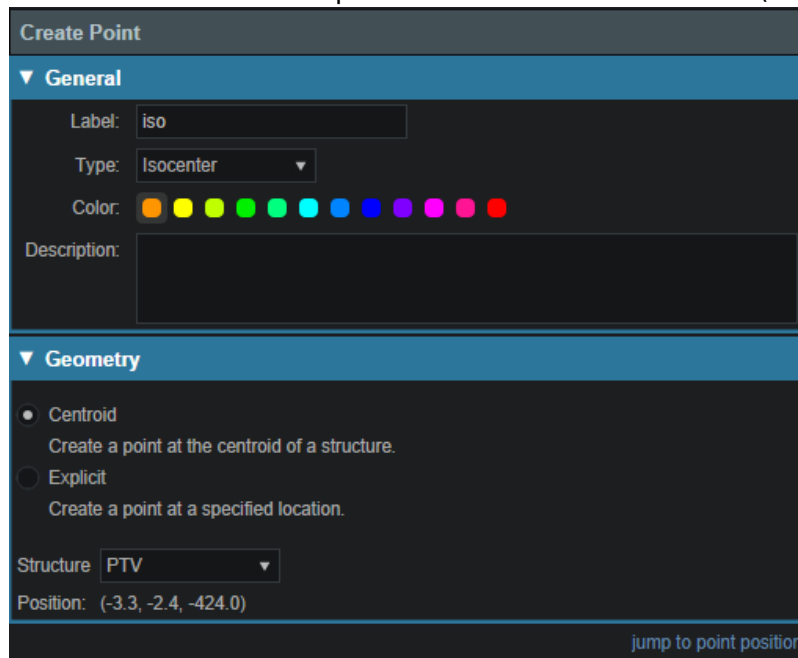 Create Point
▼ General
Label: iso
Type: Isocenter ▼
Color:
Description:
▼ Geometry
Centroid
Create a point at the centroid of a structure.
Explicit
Create a point at a specified location.
Structure PTV ▼
Position: (-3.3, -2.4, -424.0)
jump to point position